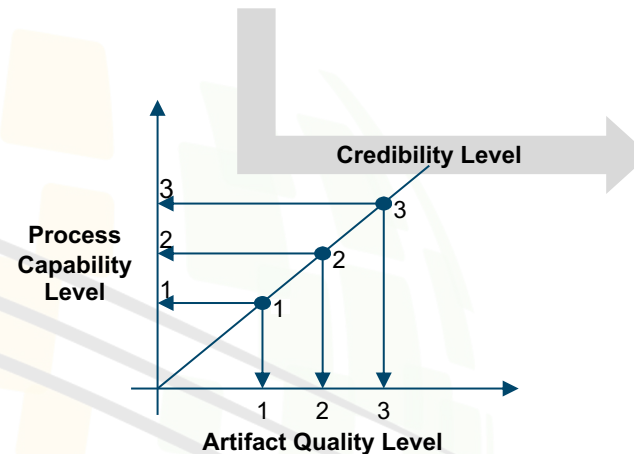 Credibility Level
3
3
Process
Capability
Level
2
2
1
1
1 2 3
Artifact Quality Level